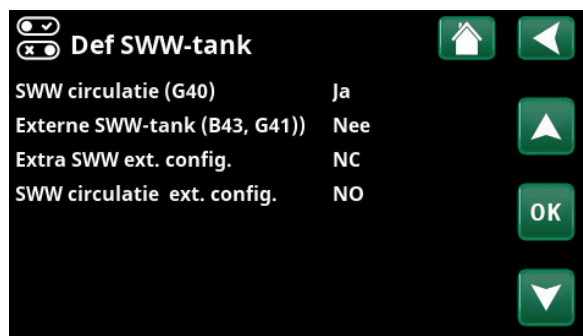 Def SWW-tank
SWW circulatie (G40) Ja
Externe SWW-tank (B43, G41)) Nee
Extra SWW ext. config. NC
SWW circulatie ext. config. NO
OK